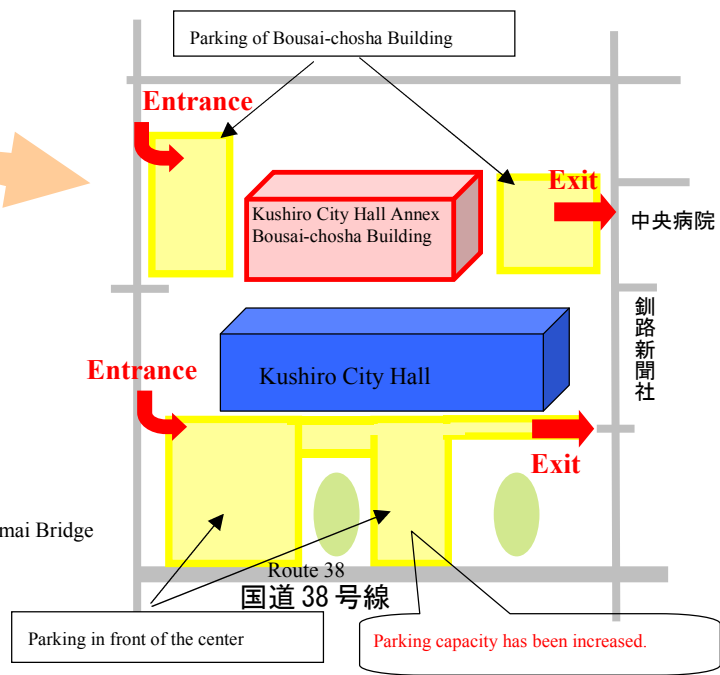 Parking of Bousai-chosha Building
Entrance
Exit
Kushiro City Hall Annex
Bousai-chosha Building
中央病院
釧路新聞社
Entrance
Kushiro City Hall
Exit
mai Bridge
Route 38
国道 38 号線
Parking in front of the center
Parking capacity has been increased.